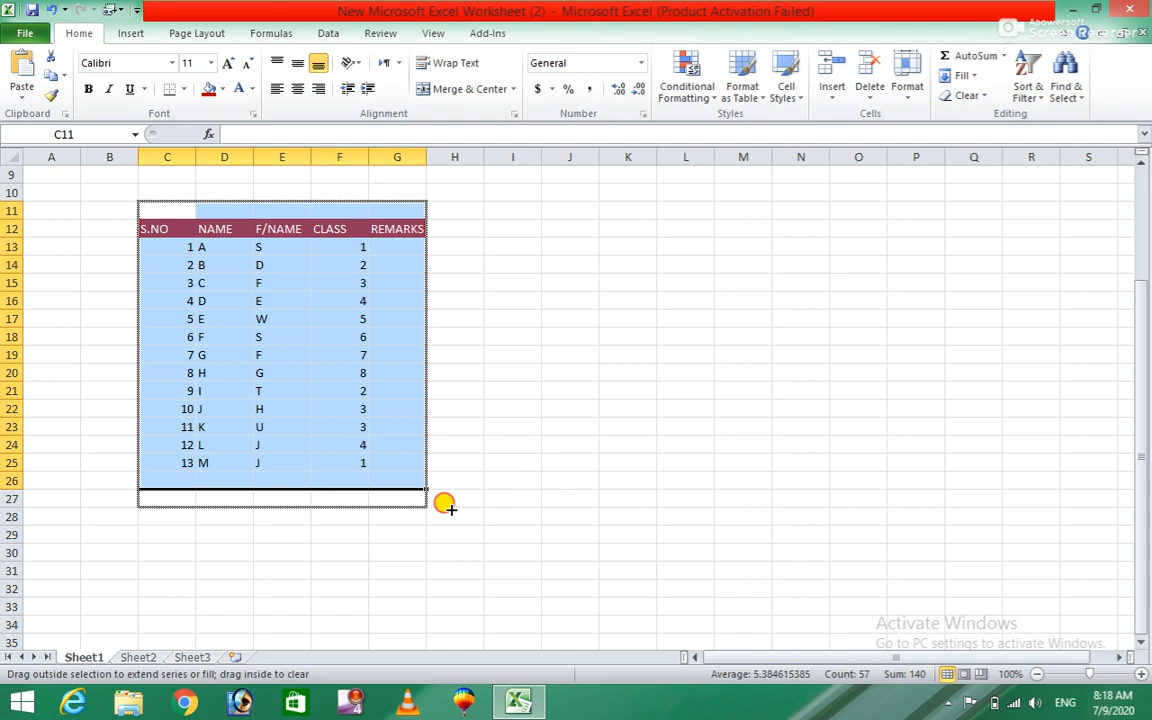 New Microsoft Excel Worksheet (2) - Microsoft Excel (Product Activation Failed)
Apowersoft
Screen Recorder
File Home Insert Page Layout Formulas Data Review View Add-Ins
Calibri 11 Wrap Text General AutoSum
Fill
Paste B I U Merge & Center $ % , Conditional Formatting Format as Table Cell Styles Insert Delete Format Clear Sort & Filter Find & Select
Clipboard Font Alignment Number Styles Cells Editing
C11 fx
A B C D E F G H I J K L M N O P Q R S
9
10
11
12 S.NO NAME F/NAME CLASS REMARKS
13 1 A S 1
14 2 B D 2
15 3 C F 3
16 4 D E 4
17 5 E W 5
18 6 F S 6
19 7 G F 7
20 8 H G 8
21 9 I T 2
22 10 J H 3
23 11 K U 3
24 12 L J 4
25 13 M J 1
26
27
28
29
30
31
32
33
34 Activate Windows
35 Go to PC settings to activate Windows.
Sheet1 Sheet2 Sheet3
Drag outside selection to extend series or fill; drag inside to clear Average: 5.384615385 Count: 57 Sum: 140 100%
ENG 8:18 AM
7/9/2020